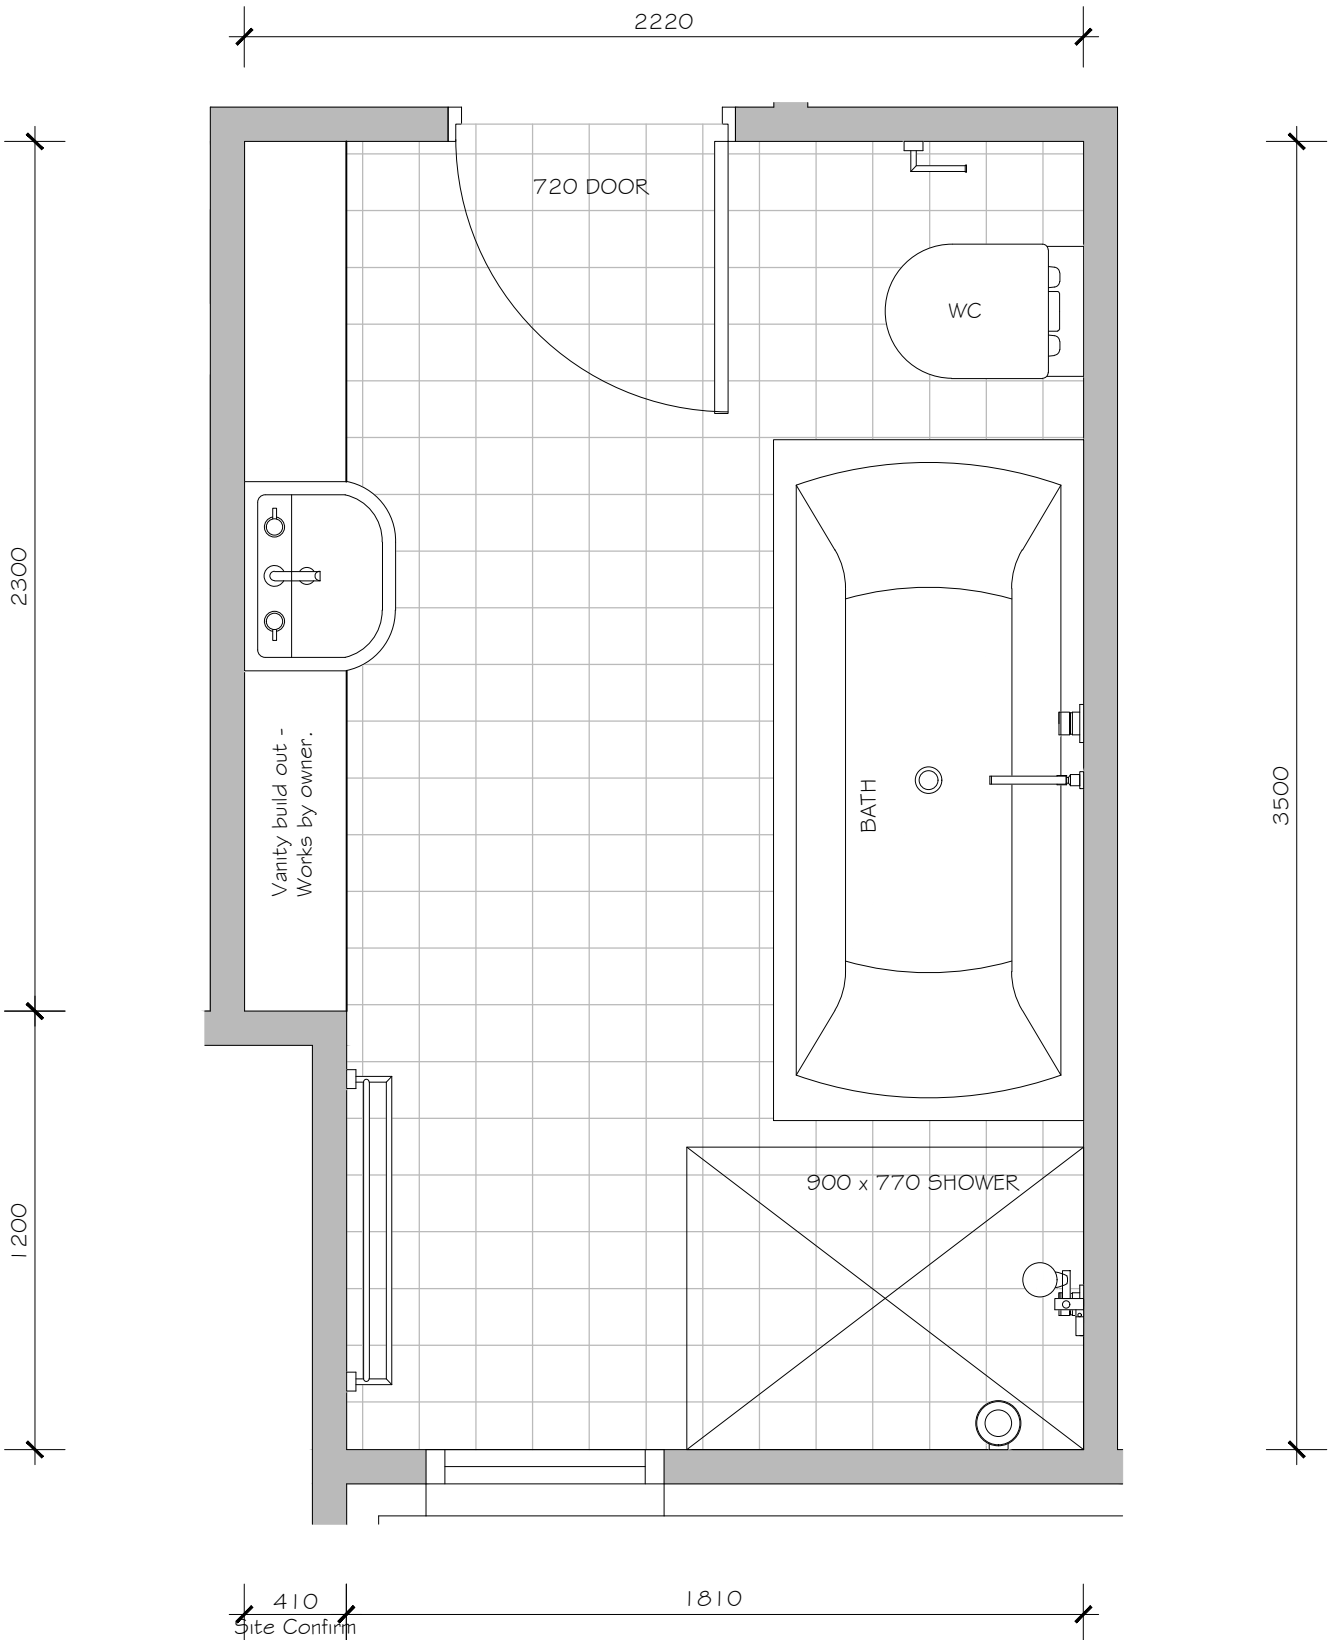 2220
720 DOOR
WC
2300
3500
Vanity build out -
Works by owner.
BATH
900 x 770 SHOWER
1200
410
1810
Site Confirm